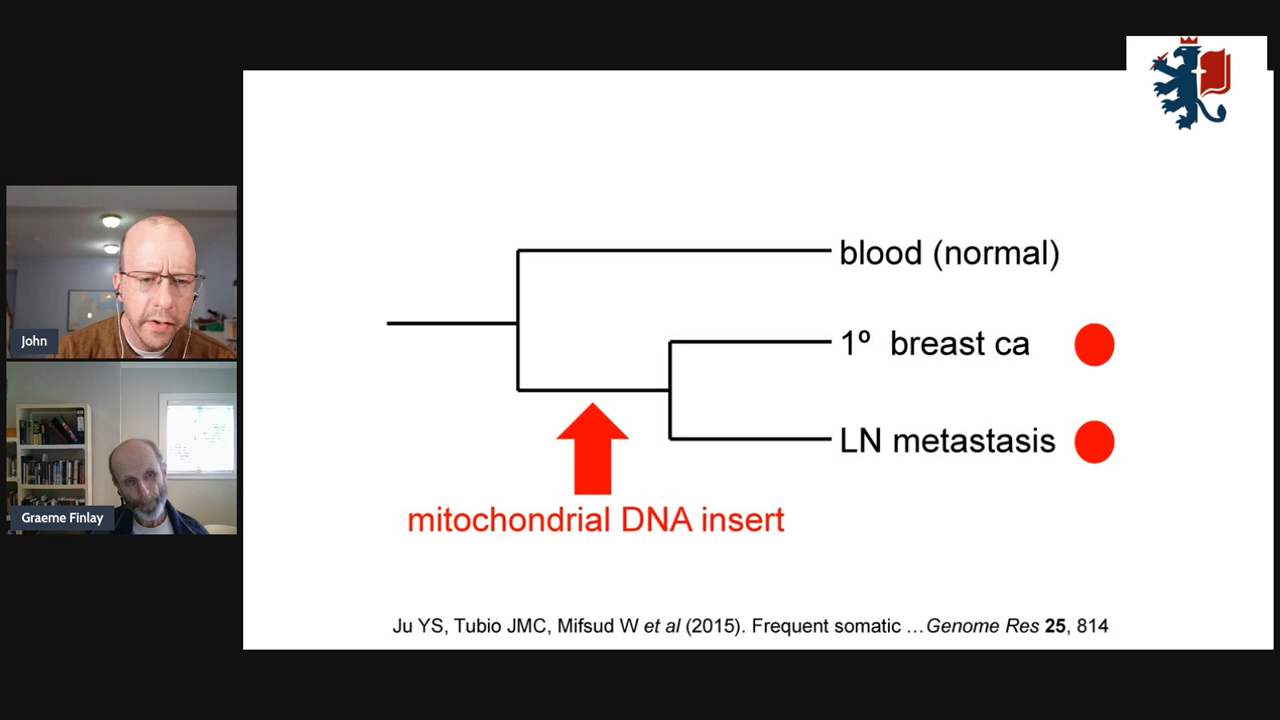 John
Graeme Finlay
blood (normal)
1º breast ca
LN metastasis
mitochondrial DNA insert
Ju YS, Tubio JMC, Mifsud W et al (2015). Frequent somatic …Genome Res 25, 814